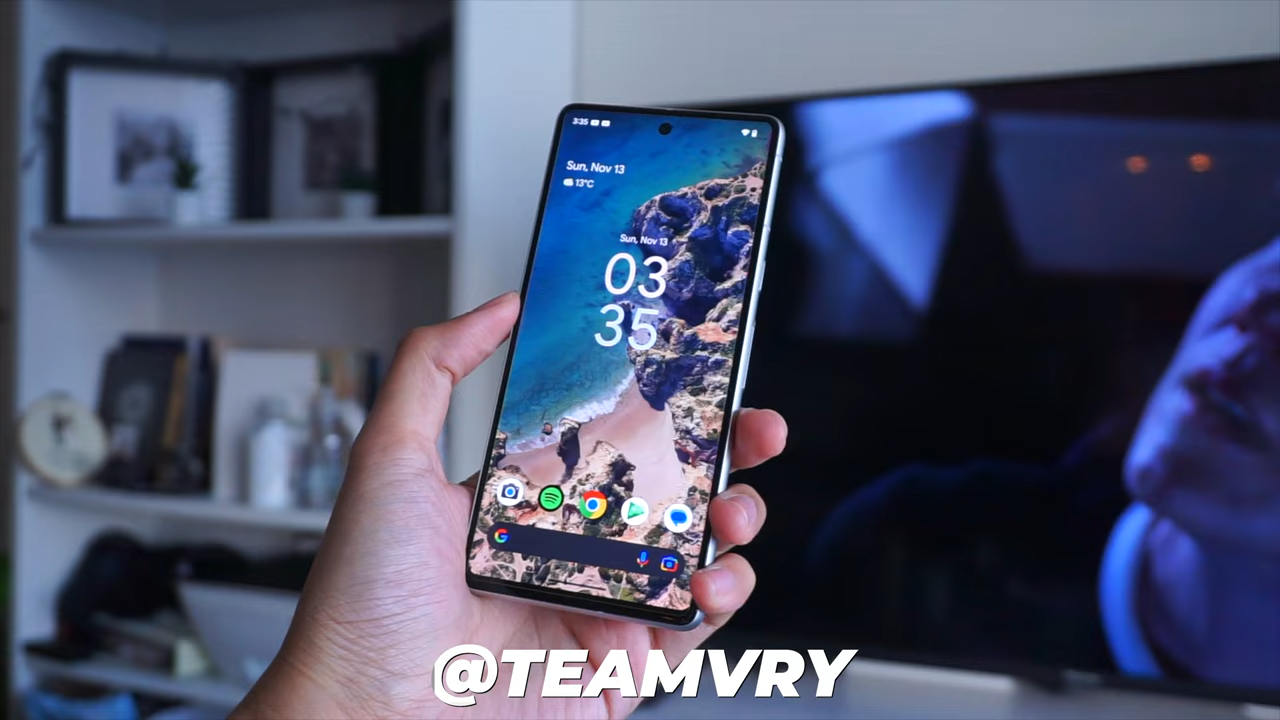 3:35
Sun, Nov 13
13°C
Sun, Nov 13
03
35
G
@TEAMVRY